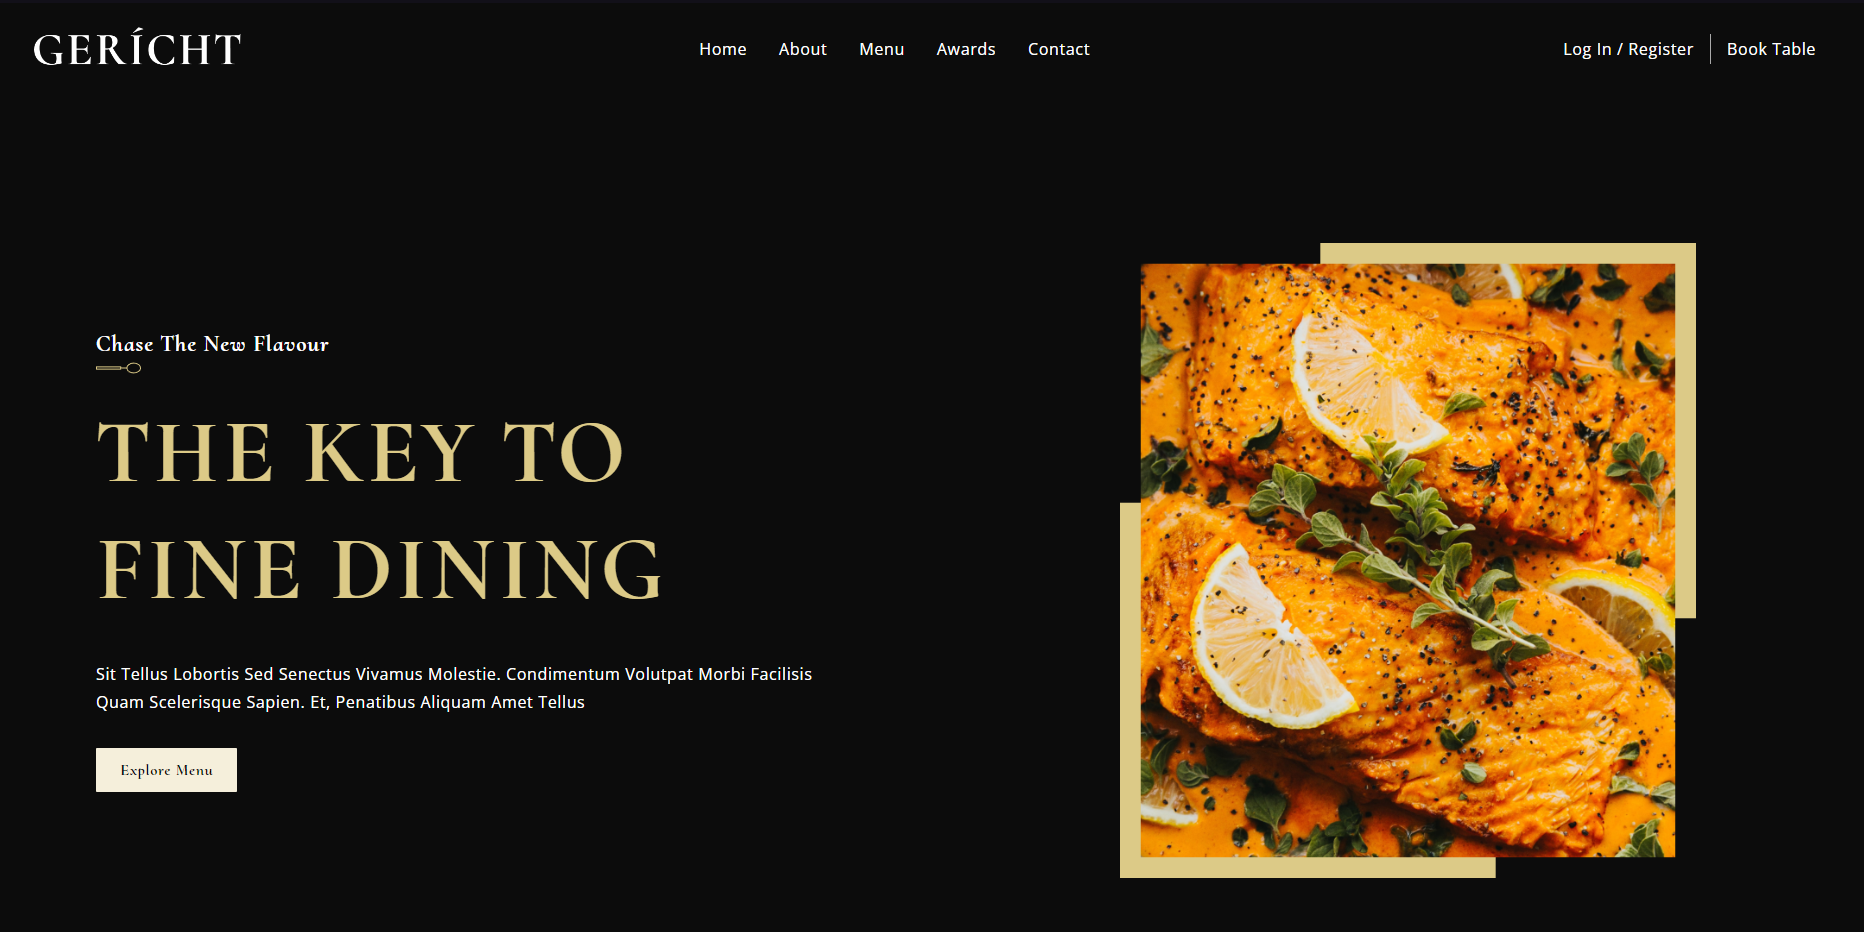 GERÍCHT
Home About Menu Awards Contact
Log In / Register Book Table
Chase The New Flavour
THE KEY TO
FINE DINING
Sit Tellus Lobortis Sed Senectus Vivamus Molestie. Condimentum Volutpat Morbi Facilisis
Quam Scelerisque Sapien. Et, Penatibus Aliquam Amet Tellus
Explore Menu